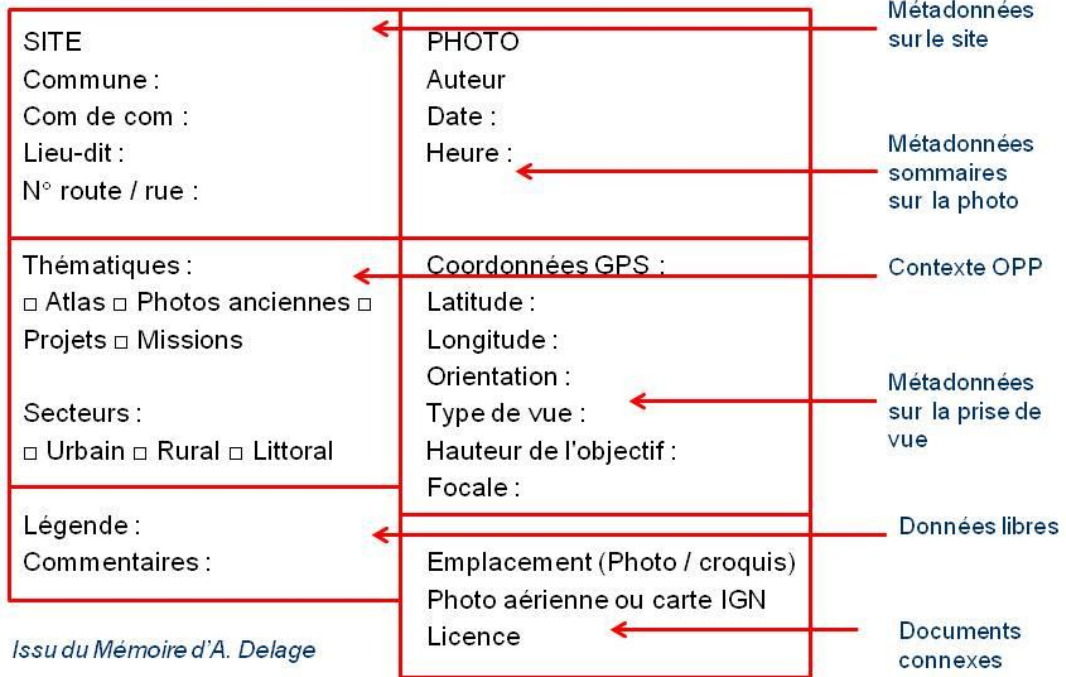 SITE
Commune :
Com de com :
Lieu-dit :
N° route / rue :
PHOTO
Auteur
Date :
Heure :
Métadonnées
sur le site
Métadonnées
sommaires
sur la photo
Thématiques :
□ Atlas □ Photos anciennes □
Projets □ Missions
Secteurs :
□ Urbain □ Rural □ Littoral
Coordonnées GPS :
Latitude :
Longitude :
Orientation :
Type de vue :
Hauteur de l'objectif :
Focale :
Contexte OPP
Métadonnées
sur la prise de
vue
Légende :
Commentaires :
Données libres
Emplacement (Photo / croquis)
Photo aérienne ou carte IGN
Licence
Documents
connexes
Issu du Mémoire d'A. Delage